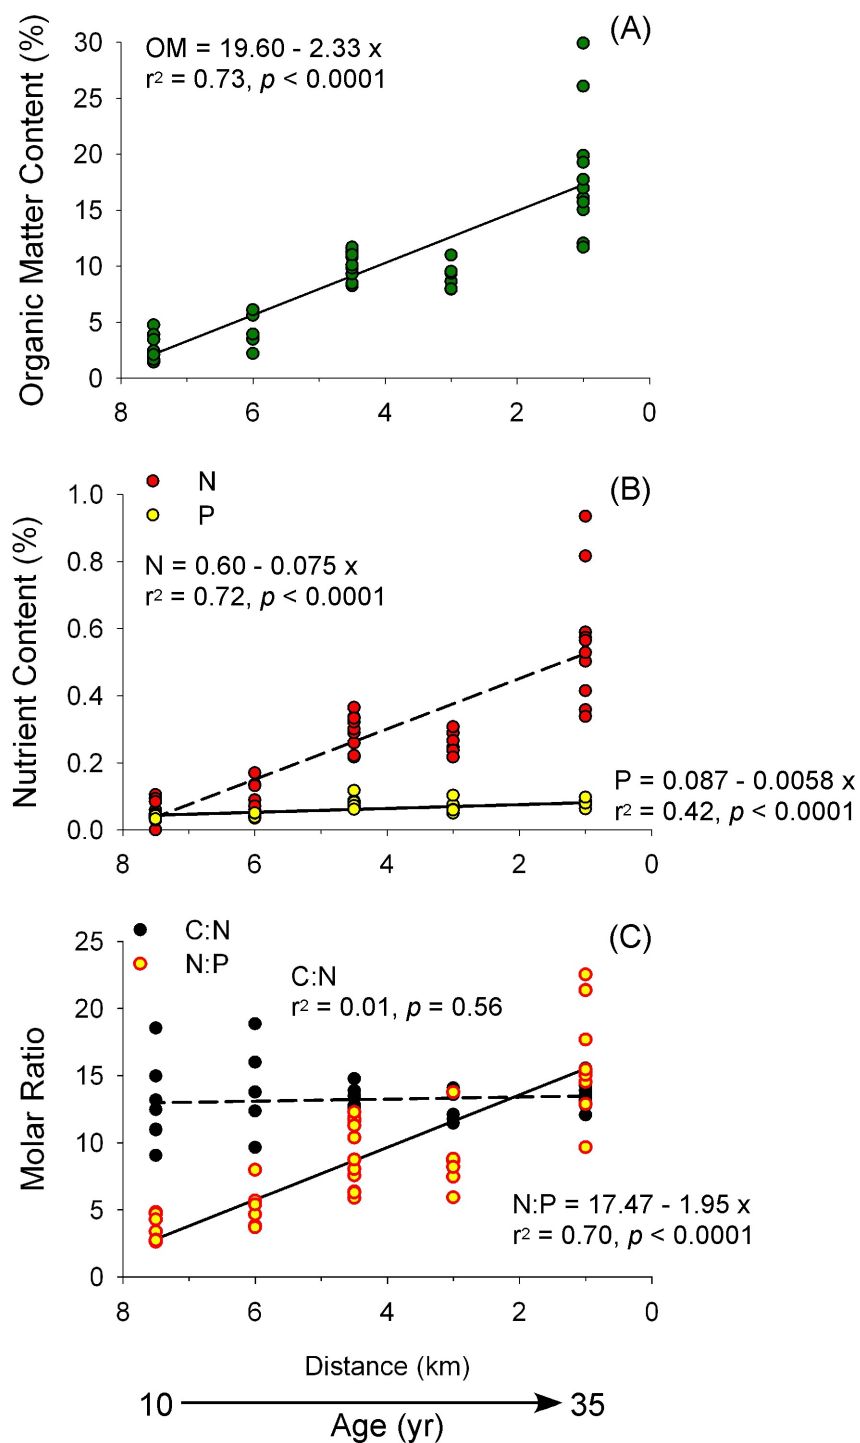 (A)
OM = 19.60 - 2.33 x
r² = 0.73, p < 0.0001
Organic Matter Content (%)
30
25
20
15
10
5
0
8 6 4 2 0
N
P
(B)
N = 0.60 - 0.075 x
r² = 0.72, p < 0.0001
Nutrient Content (%)
1.0
0.8
0.6
0.4
0.2
0.0
P = 0.087 - 0.0058 x
r² = 0.42, p < 0.0001
8 6 4 2 0
C:N
N:P
(C)
C:N
r² = 0.01, p = 0.56
Molar Ratio
25
20
15
10
5
0
N:P = 17.47 - 1.95 x
r² = 0.70, p < 0.0001
8 6 4 2 0
Distance (km)
10 35
Age (yr)